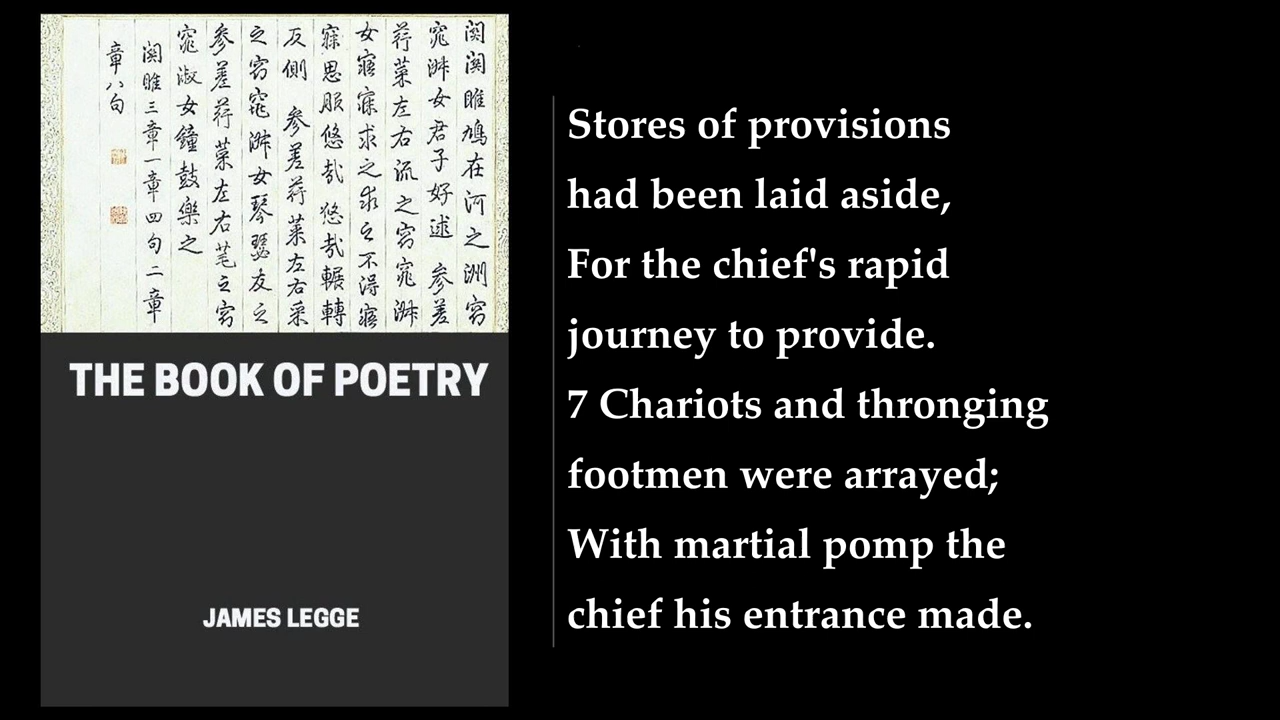 関関雎鳩在河之洲窈
窕淑女君子好逑 參差
荇菜左右流之窈窕淑
女寤寐求之求之不得寤
寐思服悠哉悠哉輾轉
反側 參差荇菜左右采
之窈窕淑女琴瑟友之
參差荇菜左右芼之窈
窕淑女鐘鼓樂之
関雎三章一章四句二章
章八句
THE BOOK OF POETRY
JAMES LEGGE
Stores of provisions
had been laid aside,
For the chief's rapid
journey to provide.
7 Chariots and thronging
footmen were arrayed;
With martial pomp the
chief his entrance made.